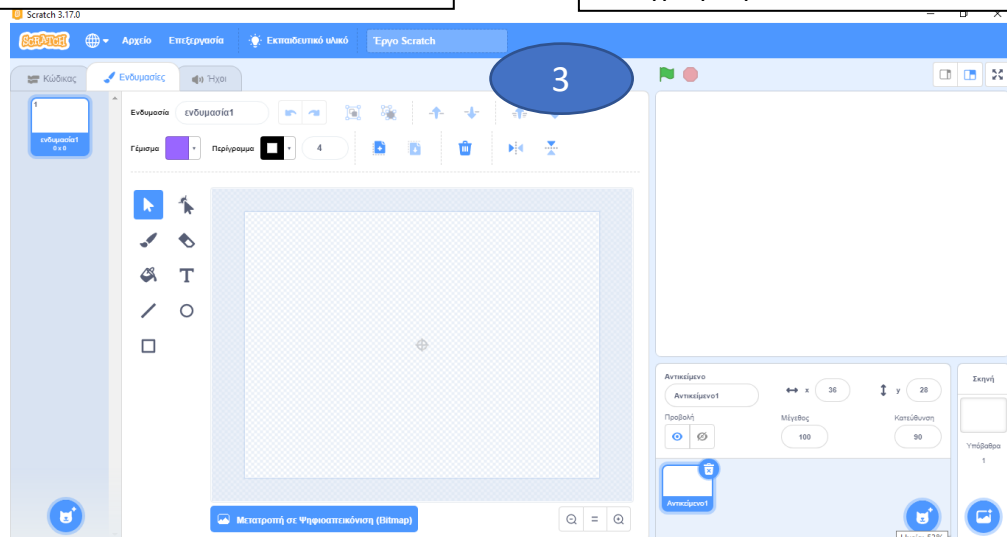 Scratch 3.17.0
SCRATCH Αρχείο Επεξεργασία Εκπαιδευτικό υλικό Έργο Scratch
3
Κώδικας Ενδυμασίες Ήχοι
1
ενδυμασία1
0 x 0
Ενδυμασία ενδυμασία1
Γέμισμα Περίγραμμα 4
T
Μετατροπή σε Ψηφιοαπεικόνιση (Bitmap)
Αντικείμενο
Αντικείμενο1
x 36
y 28
Προβολή
Μέγεθος
100
Κατεύθυνση
90
Αντικείμενο1
Σκηνή
Υπόβαθρα
1